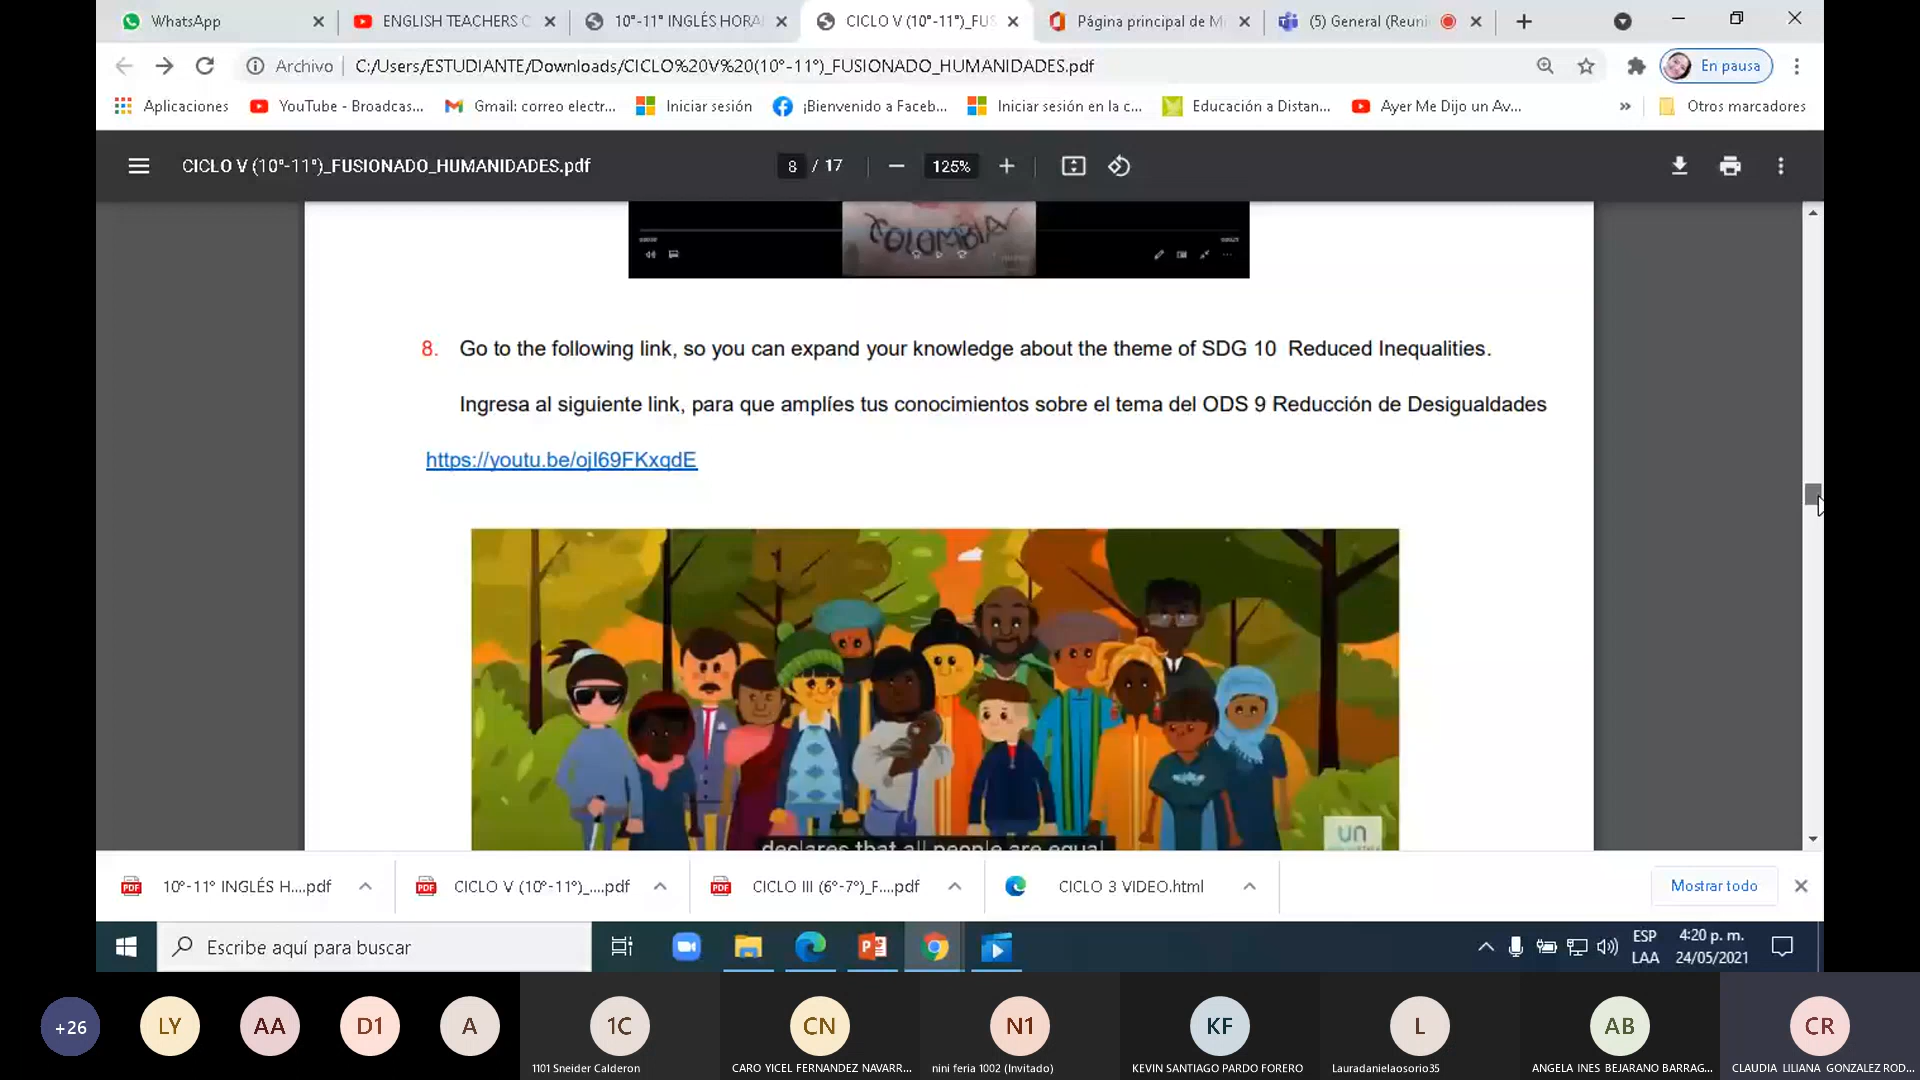 WhatsApp
ENGLISH TEACHERS C
10°-11° INGLÉS HORA
CICLO V (10°-11°)_FUS
Página principal de M
(5) General (Reuni
Archivo
C:/Users/ESTUDIANTE/Downloads/CICLO%20V%20(10°-11°)_FUSIONADO_HUMANIDADES.pdf
En pausa
Aplicaciones
YouTube - Broadcas...
Gmail: correo electr...
Iniciar sesión
¡Bienvenido a Faceb...
Iniciar sesión en la c...
Educación a Distan...
Ayer Me Dijo un Av...
»
Otros marcadores
CICLO V (10°-11°)_FUSIONADO_HUMANIDADES.pdf
8 / 17
125%
COLOMBIA
8. Go to the following link, so you can expand your knowledge about the theme of SDG 10 Reduced Inequalities.
Ingresa al siguiente link, para que amplíes tus conocimientos sobre el tema del ODS 9 Reducción de Desigualdades
https://youtu.be/ojI69FKxqdE
un
declares that all people are equal
10°-11° INGLÉS H....pdf
CICLO V (10°-11°)_....pdf
CICLO III (6°-7°)_F....pdf
CICLO 3 VIDEO.html
Mostrar todo
Escribe aquí para buscar
ESP
LAA
4:20 p. m.
24/05/2021
+26
LY
AA
D1
A
1C
CN
N1
KF
L
AB
CR
1101 Sneider Calderon
CARO YICEL FERNANDEZ NAVARR...
nini feria 1002 (Invitado)
KEVIN SANTIAGO PARDO FORERO
Lauradanielaosorio35
ANGELA INES BEJARANO BARRAG...
CLAUDIA LILIANA GONZALEZ ROD...